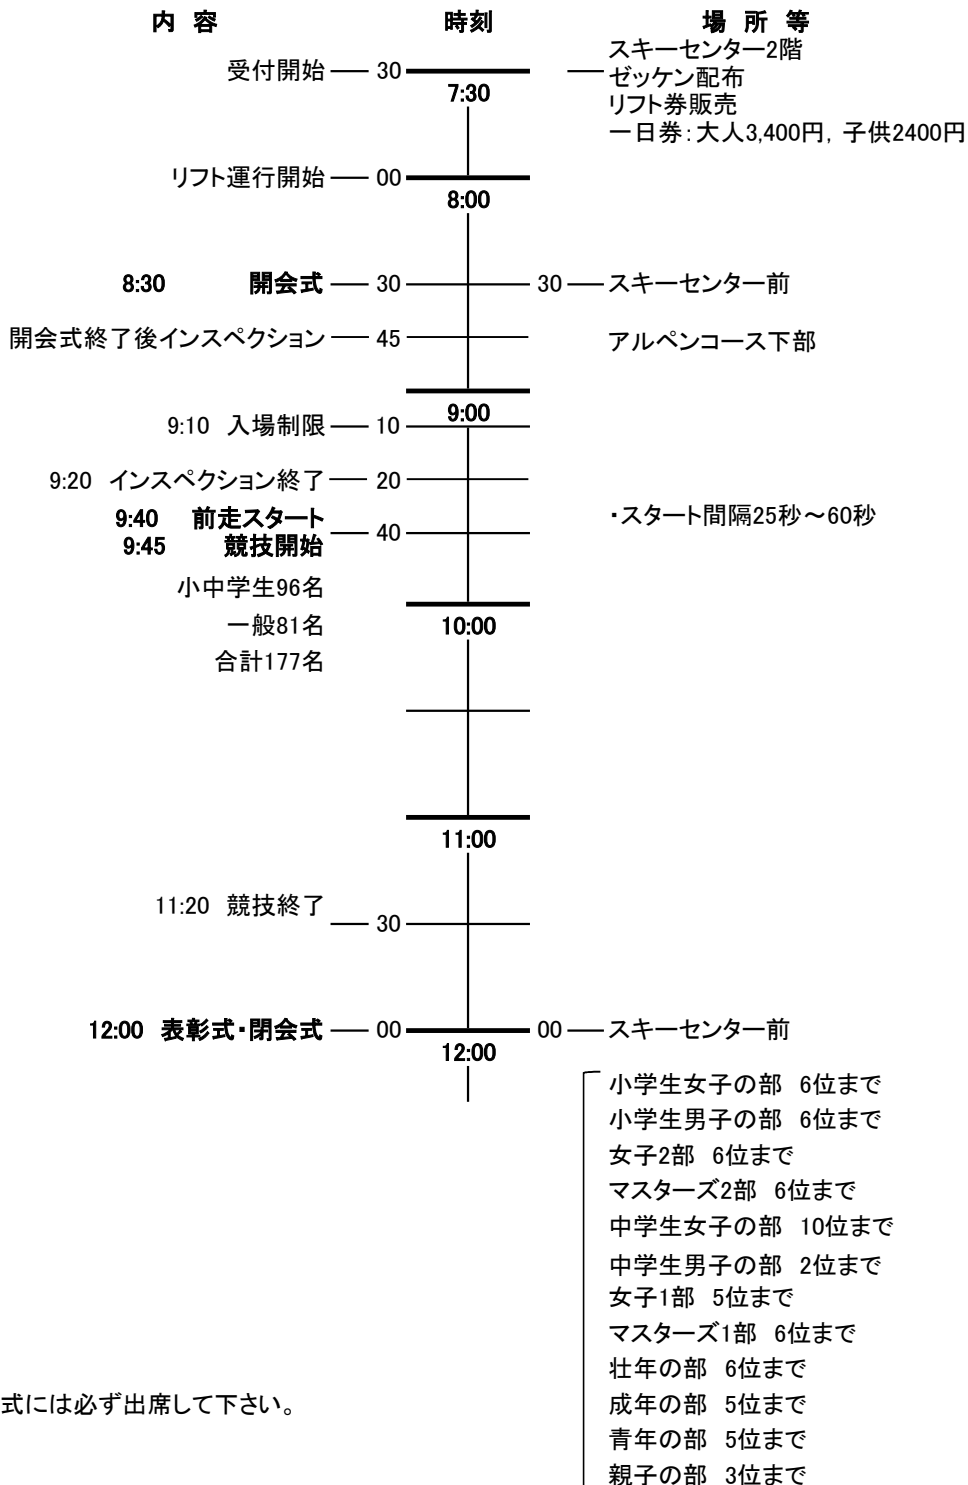 内 容 時刻 場 所 等
スキーセンター2階
受付開始 30 ゼッケン配布
7:30
リフト券販売
一日券：大人3,400円，子供2400円
リフト運行開始 00
8:00
8:30 開会式 30 30 スキーセンター前
開会式終了後インスペクション 45 アルペンコース下部
9:00
9:10 入場制限 10
9:20 インスペクション終了 20
9:40 前走スタート ・スタート間隔25秒～60秒
40
9:45 競技開始
小中学生96名
一般81名 10:00
合計177名
11:00
11:20 競技終了
30
12:00 表彰式・閉会式 00 00 スキーセンター前
12:00
小学生女子の部 6位まで
小学生男子の部 6位まで
女子2部 6位まで
マスターズ2部 6位まで
中学生女子の部 10位まで
中学生男子の部 2位まで
女子1部 5位まで
マスターズ1部 6位まで
壮年の部 6位まで
式には必ず出席して下さい。 成年の部 5位まで
青年の部 5位まで
親子の部 3位まで